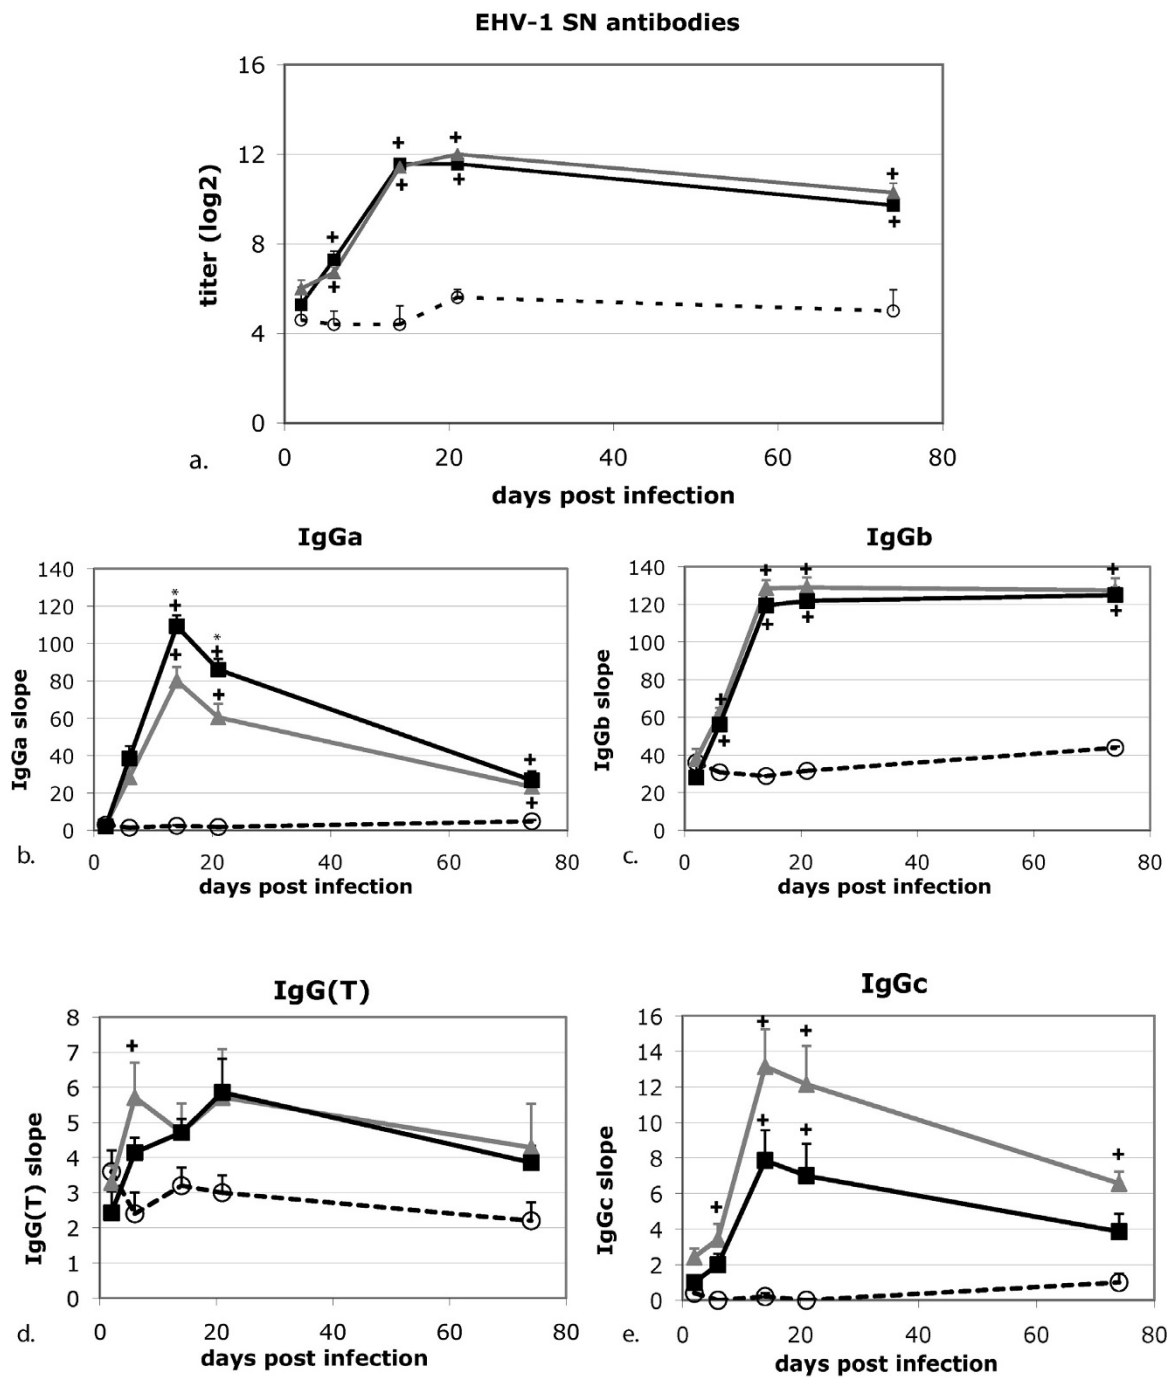 EHV-1 SN antibodies
titer (log2)
16
12
8
4
0
0 20 40 60 80
a.
days post infection
IgGa
IgGa slope
140
120
100
80
60
40
20
0
* + +
* + +
+ +
0 20 40 60 80
b.
days post infection
IgGb
IgGb slope
140
120
100
80
60
40
20
0
0 20 40 60 80
c.
days post infection
IgG(T)
IgG(T) slope
8
7
6
5
4
3
2
1
0
0 20 40 60 80
d.
days post infection
IgGc
IgGc slope
16
14
12
10
8
6
4
2
0
0 20 40 60 80
e.
days post infection